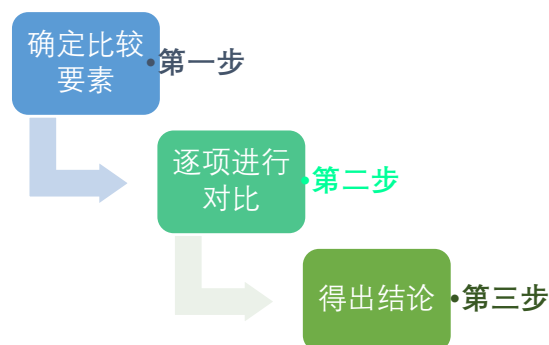 确定比较
要素
•第一步
逐项进行
对比
•第二步
得出结论
•第三步